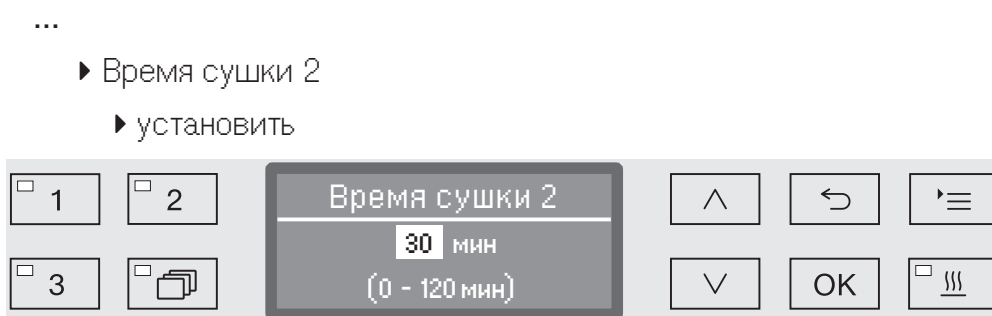 ...
Время сушки 2
установить
1 2 Время сушки 2
30 мин
3 (0 - 120 мин) OK